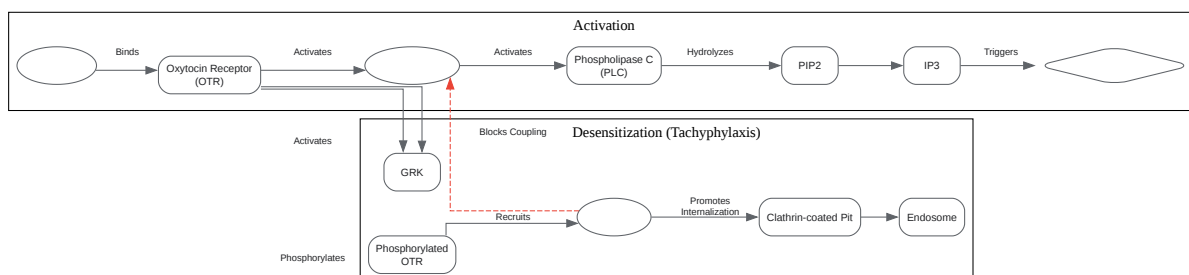 Activation
Binds
Oxytocin Receptor
(OTR)
Activates
Activates
Phospholipase C
(PLC)
Hydrolyzes
PIP2
IP3
Triggers
Activates
Blocks Coupling
Desensitization (Tachyphylaxis)
GRK
Phosphorylates
Phosphorylated
OTR
Recruits
Promotes
Internalization
Clathrin-coated Pit
Endosome